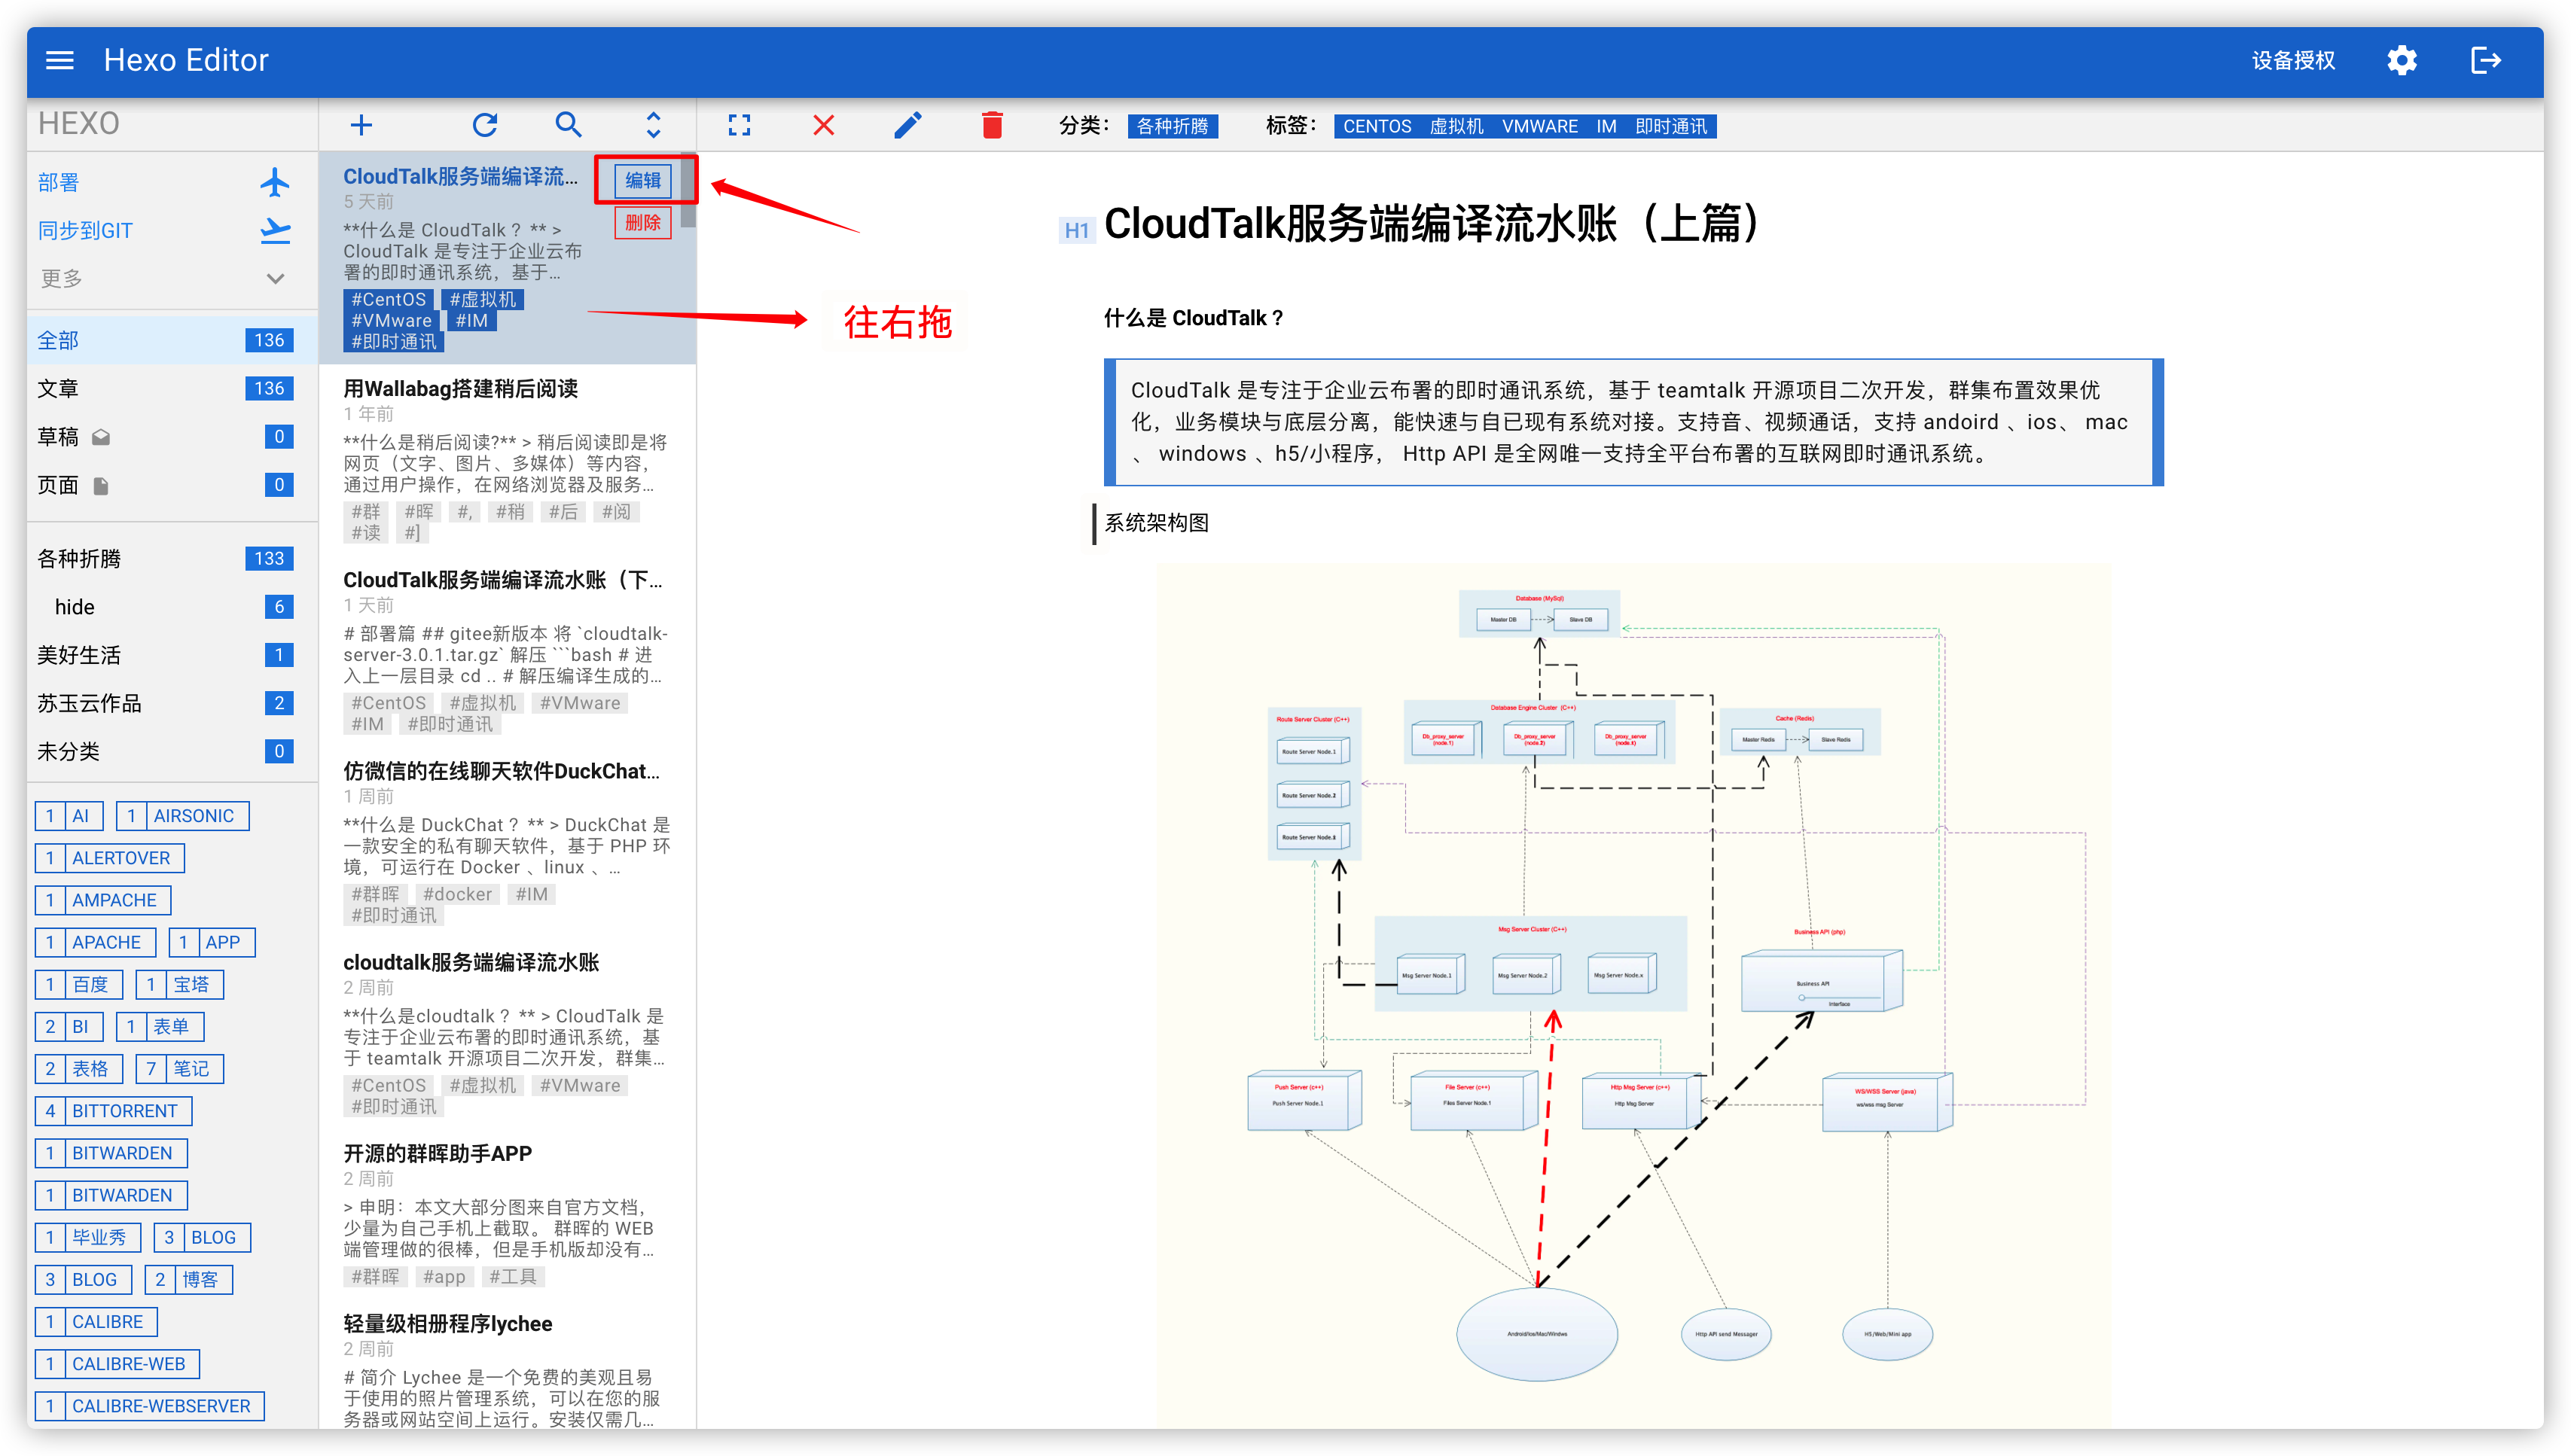 Hexo Editor
设备授权
HEXO
部署
同步到GIT
更多
全部 136
文章 136
草稿 0
页面 0
各种折腾 133
hide 6
美好生活 1
苏玉云作品 2
未分类 0
1 AI 1 AIRSONIC
1 ALERTOVER
1 AMPACHE
1 APACHE 1 APP
1 百度 1 宝塔
2 BI 1 表单
2 表格 7 笔记
4 BITTORRENT
1 BITWARDEN
1 BITWARDEN
1 毕业秀 3 BLOG
3 BLOG 2 博客
1 CALIBRE
1 CALIBRE-WEB
1 CALIBRE-WEBSERVER
CloudTalk服务端编译流...
编辑
5 天前
删除
**什么是 CloudTalk ？** >
CloudTalk 是专注于企业云布
署的即时通讯系统，基于...
#CentOS #虚拟机
#VMware #IM
#即时通讯
往右拖
用Wallabag搭建稍后阅读
1 年前
**什么是稍后阅读?** > 稍后阅读即是将
网页（文字、图片、多媒体）等内容，
通过用户操作，在网络浏览器及服务...
#群 #晖 #, #稍 #后 #阅
#读 #]
CloudTalk服务端编译流水账（下...
1 天前
# 部署篇 ## gitee新版本 将 `cloudtalk-
server-3.0.1.tar.gz` 解压 ```bash # 进
入上一层目录 cd .. # 解压编译生成的...
#CentOS #虚拟机 #VMware
#IM #即时通讯
仿微信的在线聊天软件DuckChat...
1 周前
**什么是 DuckChat ？** > DuckChat 是
一款安全的私有聊天软件，基于 PHP 环
境，可运行在 Docker 、linux 、...
#群晖 #docker #IM
#即时通讯
cloudtalk服务端编译流水账
2 周前
**什么是cloudtalk ？** > CloudTalk 是
专注于企业云布署的即时通讯系统，基
于 teamtalk 开源项目二次开发，群集...
#CentOS #虚拟机 #VMware
#即时通讯
开源的群晖助手APP
2 周前
> 申明：本文大部分图来自官方文档，
少量为自己手机上截取。 群晖的 WEB
端管理做的很棒，但是手机版却没有...
#群晖 #app #工具
轻量级相册程序lychee
2 周前
# 简介 Lychee 是一个免费的美观且易
于使用的照片管理系统，可以在您的服
务器或网站空间上运行。安装仅需几...
分类： 各种折腾 标签： CENTOS 虚拟机 VMWARE IM 即时通讯
H1 CloudTalk服务端编译流水账（上篇）
什么是 CloudTalk ?
CloudTalk 是专注于企业云布署的即时通讯系统，基于 teamtalk 开源项目二次开发，群集布置效果优
化，业务模块与底层分离，能快速与自已现有系统对接。支持音、视频通话，支持 andoird 、ios、 mac
、 windows 、h5/小程序， Http API 是全网唯一支持全平台布署的互联网即时通讯系统。
系统架构图
Database (MySql)
Master DB Slave DB
Database Engine Cluster (C++)
Db_proxy_server
(node.1)
Db_proxy_server
(node.2)
Db_proxy_server
Cache (Redis)
Master Redis Slave Redis
Route Server Cluster (C++)
Route Server Node.1
Route Server Node.2
Msg Server Cluster (C++)
Msg Server Node.1 Msg Server Node.2 Msg Server Node.x
Business API (php)
Business API
Interface
Push Server (c++)
Push Server Node.1
File Server (c++)
Files Server Node.1
Http Msg Server (c++)
Http Msg Server
WS/WSS Server (java)
ws/wss msg Server
Android/ios/Mac/Windws
Http API send Messager
H5/Web/Mini app